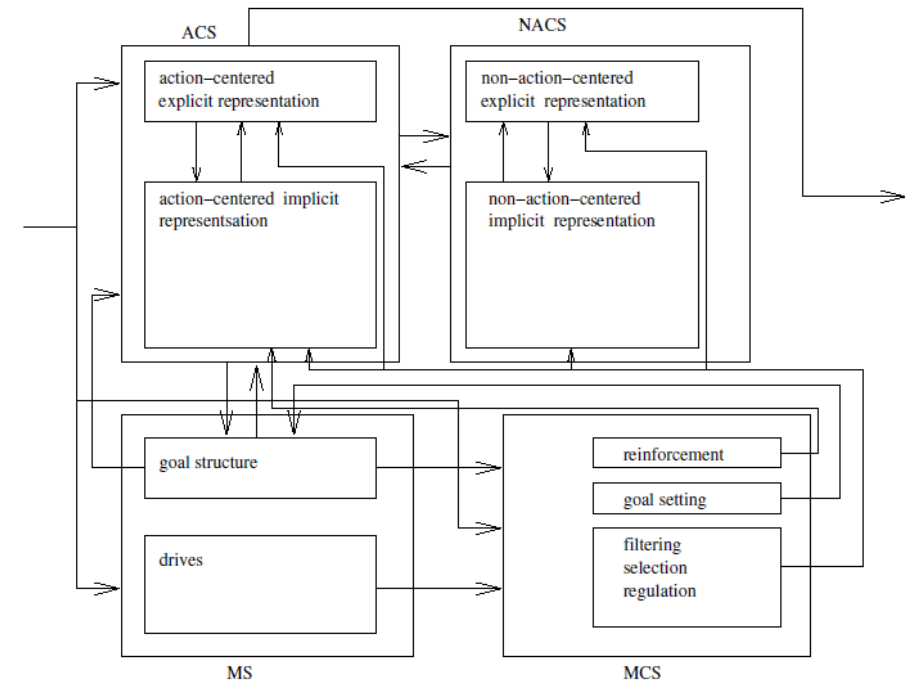 ACS
NACS
action−centered
explicit representation
non−action−centered
explicit representation
action−centered implicit
representsation
non−action−centered
implicit representation
goal structure
drives
reinforcement
goal setting
filtering
selection
regulation
MS
MCS